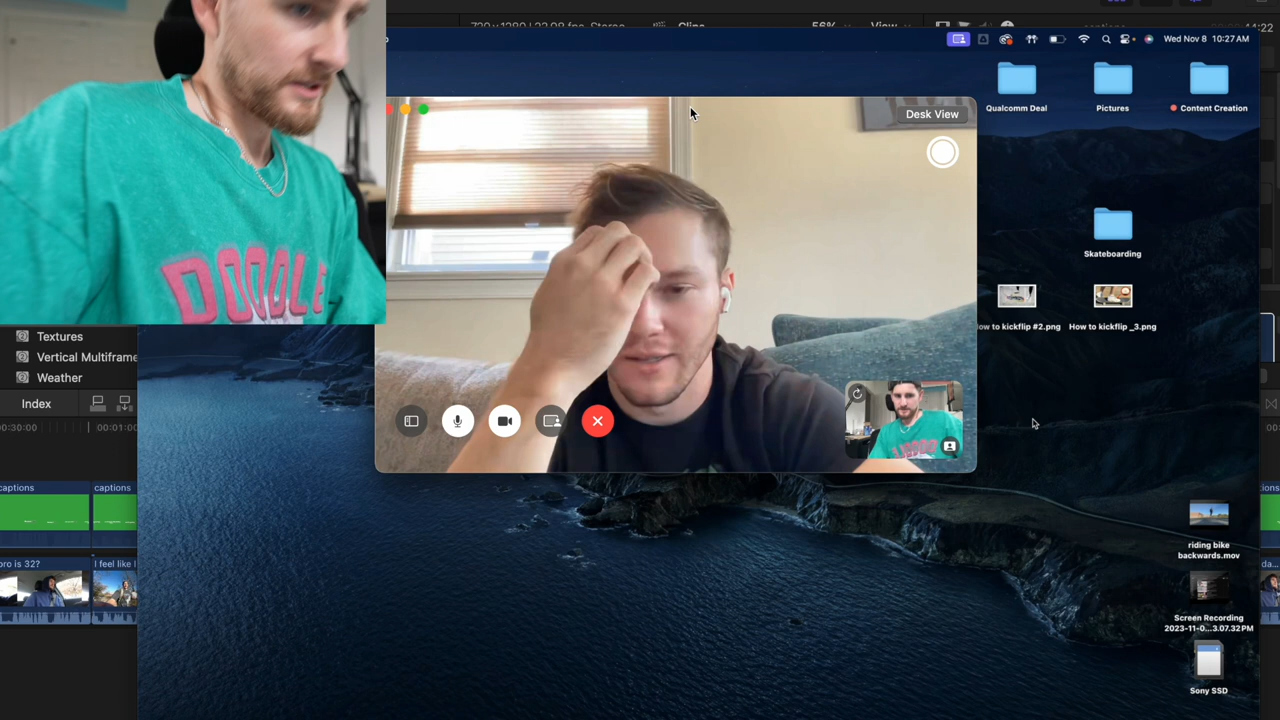 56%
View
Wed Nov 8 10:27 AM
Qualcomm Deal
Pictures
Content Creation
Desk View
DOODLE
Skateboarding
to kickflip #2.png
How to kickflip _3.png
Textures
Vertical Multiframe
Weather
Index
0:30:00
00:01:00
captions
captions
is 32?
I feel like I
riding bike
backwards.mov
Screen Recording
2023-11-0...3.07.32 PM
Sony SSD